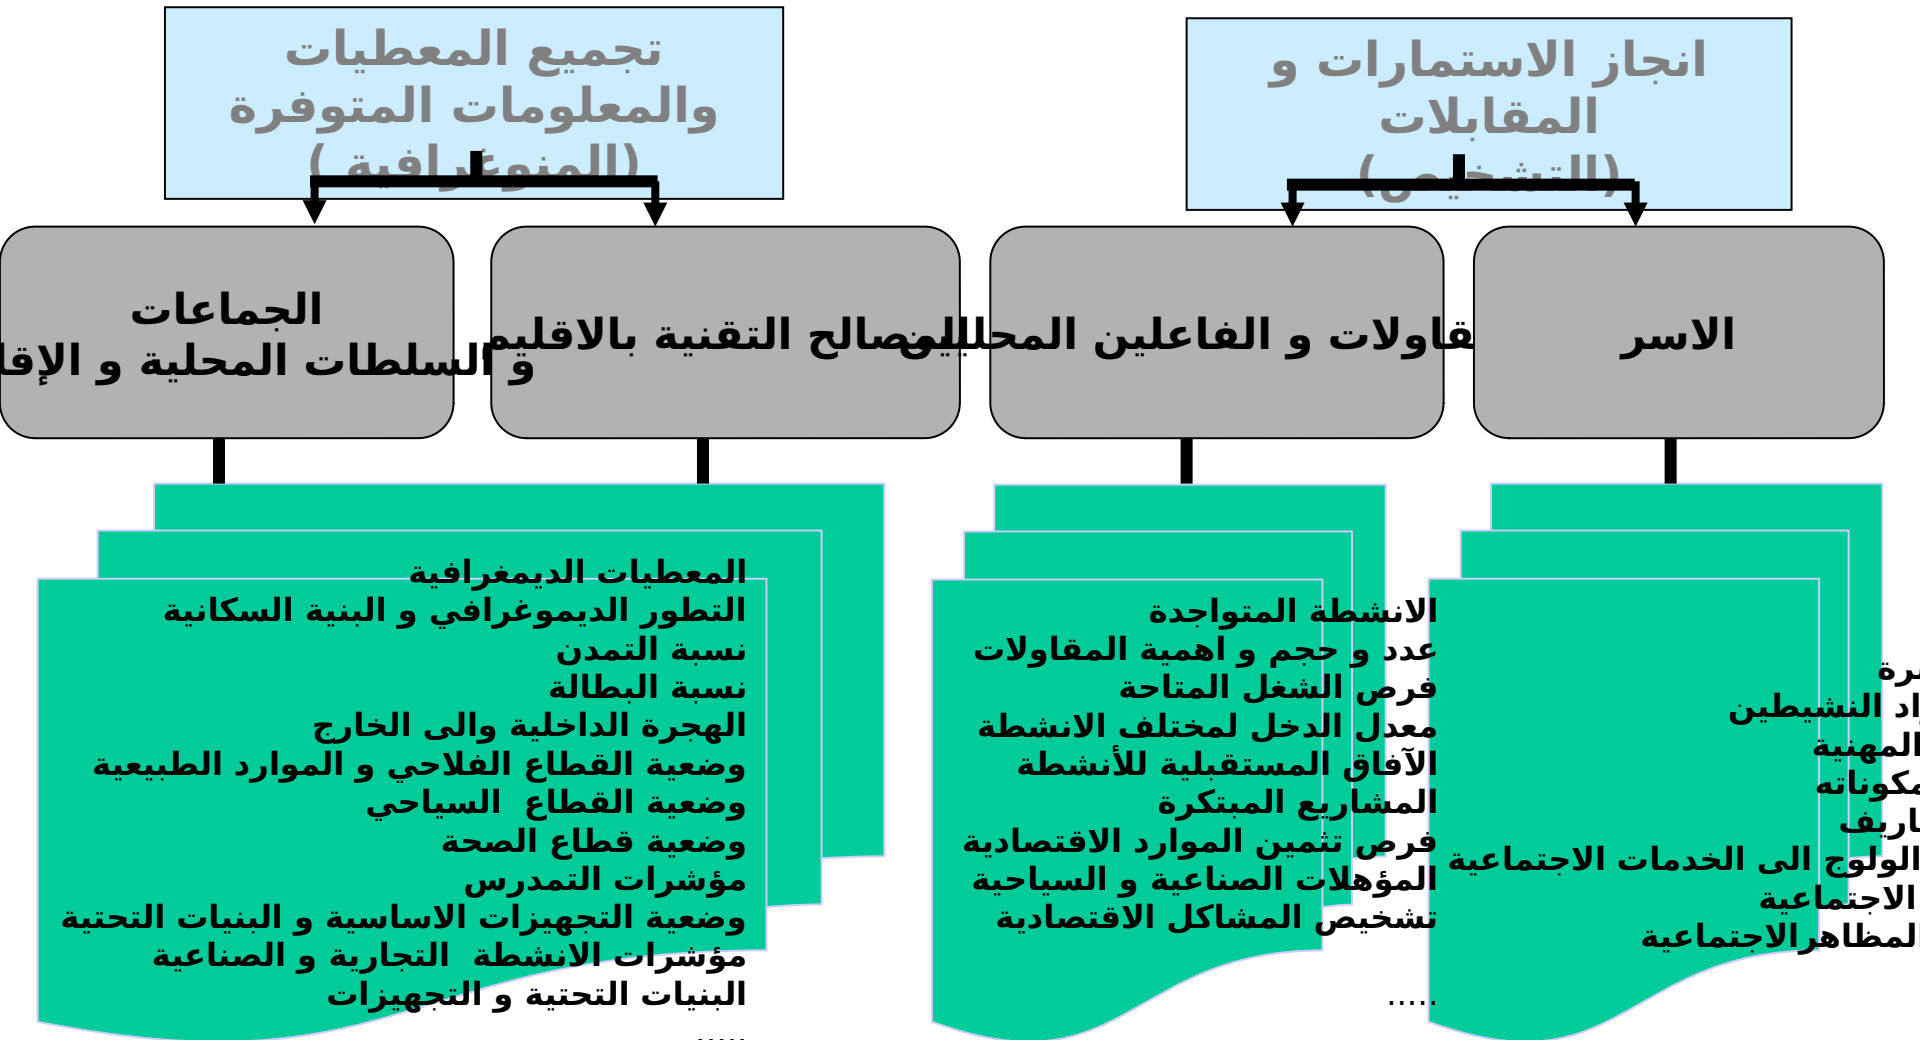 انجاز الاستمارات و
المقابلات
(التشخيص)
تجميع المعطيات
والمعلومات المتوفرة
(المنوغرافية )
الاسر
و الفاعلين المحليين
المصالح التقنية بالاقليم
الجماعات
و السلطات المحلية و
النشيطين
المهنية
الولوج الى الخدمات الاجتماعية
الاجتماعية
المظاهرالاجتماعية
الانشطة المتواجدة
عدد و حجم و اهمية المقاولات
فرص الشغل المتاحة
معدل الدخل لمختلف الانشطة
الآفاق المستقبلية للأنشطة
المشاريع المبتكرة
فرص تثمين الموارد الاقتصادية
المؤهلات الصناعية و السياحية
تشخيص المشاكل الاقتصادية
.....
المعطيات الديمغرافية
التطور الديموغرافي و البنية السكانية
نسبة التمدن
نسبة البطالة
الهجرة الداخلية والى الخارج
وضعية القطاع الفلاحي و الموارد الطبيعية
وضعية القطاع السياحي
وضعية قطاع الصحة
مؤشرات التمدرس
وضعية التجهيزات الاساسية و البنيات التحتية
مؤشرات الانشطة التجارية و الصناعية
البنيات التحتية و التجهيزات
.....